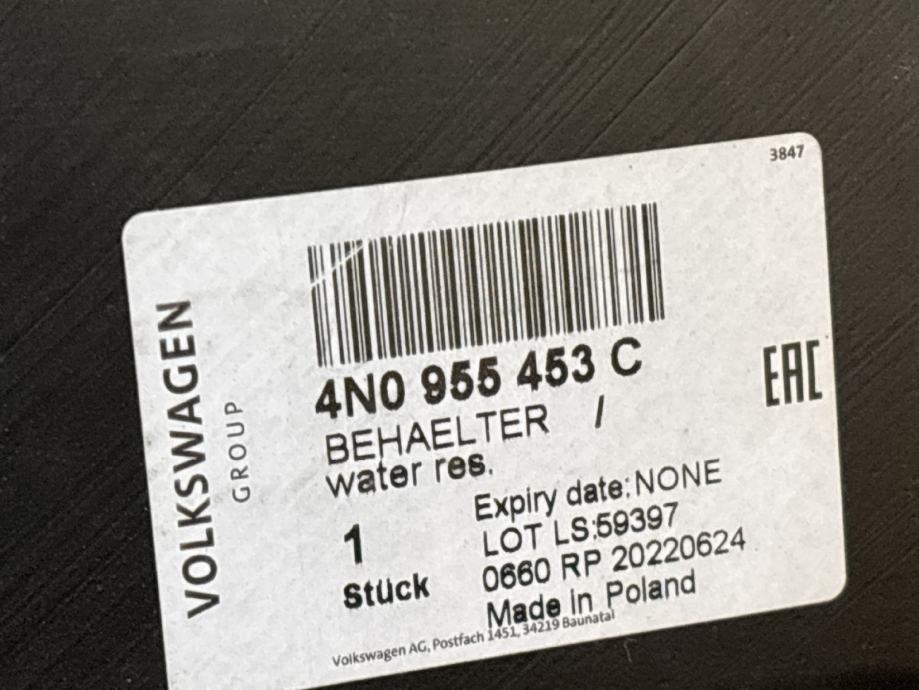 3847
VOLKSWAGEN
GROUP
4N0 955 453 C
EAC
BEHAELTER /
water res.
1
Stück
Expiry date:NONE
LOT LS:59397
0660 RP 20220624
Made in Poland
Volkswagen AG, Postfach 1451, 34219 Baunatal